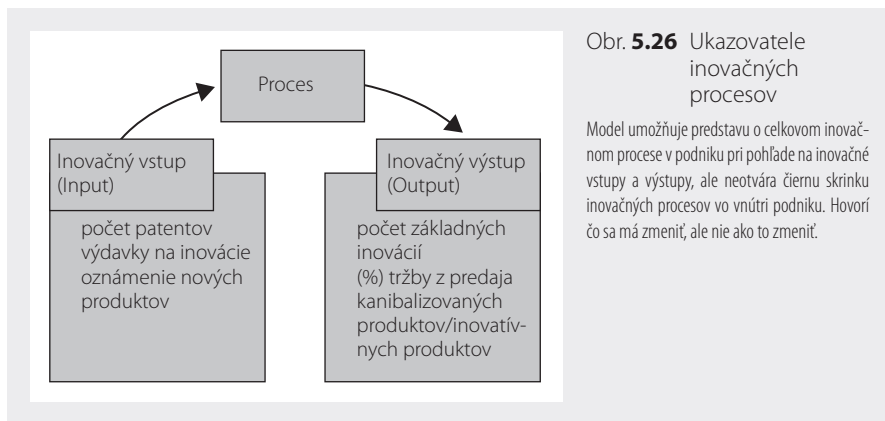 Proces
Inovačný vstup
(Input)
počet patentov
výdavky na inovácie
oznámenie nových
produktov
Inovačný výstup
(Output)
počet základných
inovácií
(%) tržby z predaja
kanibalizovaných
produktov/inovatív-
nych produktov
Obr. 5.26 Ukazovatele
inovačných
procesov
Model umožňuje predstavu o celkovom inovač-
nom procese v podniku pri pohľade na inovačné
vstupy a výstupy, ale neotvára čiernu skrinku
inovačných procesov vo vnútri podniku. Hovorí
čo sa má zmeniť, ale nie ako to zmeniť.